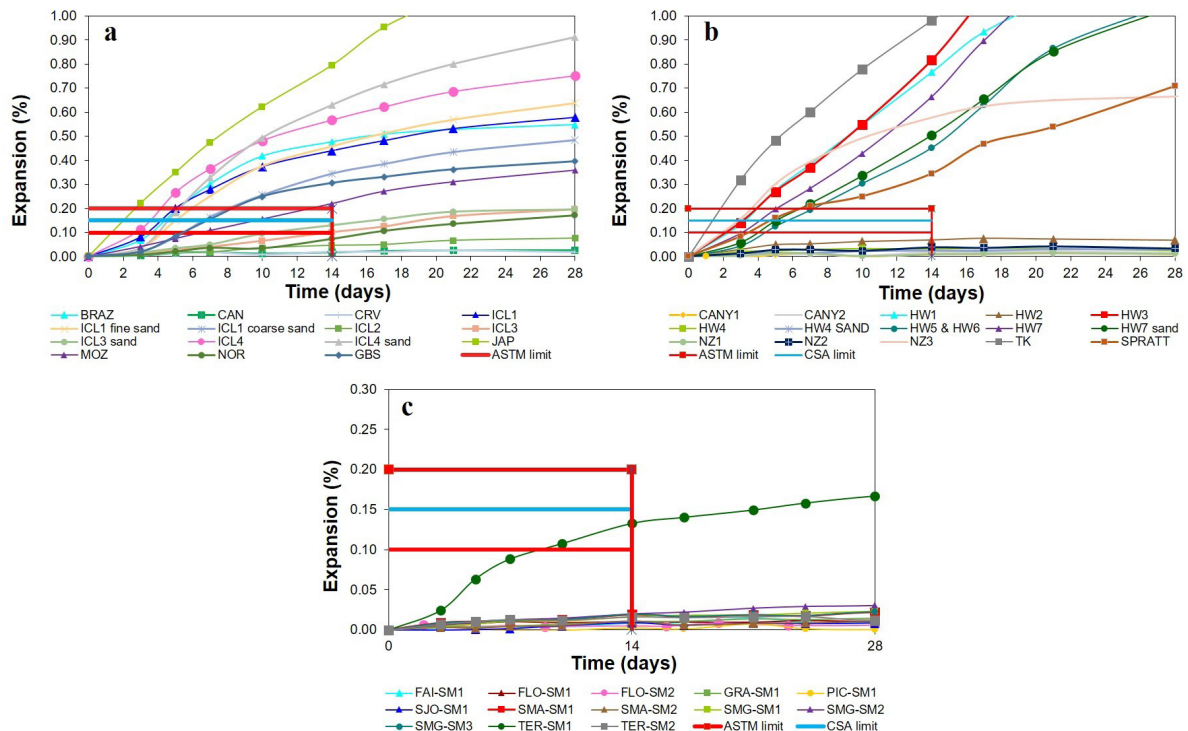 a
1.00
0.90
0.80
0.70
0.60
0.50
0.40
0.30
0.20
0.10
0.00
Expansion (%)
0 2 4 6 8 10 12 14 16 18 20 22 24 26 28
Time (days)
BRAZ CAN CRV ICL1
ICL1 fine sand ICL1 coarse sand ICL2 ICL3
ICL3 sand ICL4 ICL4 sand JAP
MOZ NOR GBS ASTM limit
b
1.00
0.90
0.80
0.70
0.60
0.50
0.40
0.30
0.20
0.10
0.00
Expansion (%)
0 2 4 6 8 10 12 14 16 18 20 22 24 26 28
Time (days)
CANY1 CANY2 HW1 HW2 HW3
HW4 HW4 SAND HW5 & HW6 HW7 HW7 sand
NZ1 NZ2 NZ3 TK SPRATT
ASTM limit CSA limit
c
0.30
0.25
0.20
0.15
0.10
0.05
0.00
Expansion (%)
0 14 28
Time (days)
FAI-SM1 FLO-SM1 FLO-SM2 GRA-SM1 PIC-SM1
SJO-SM1 SMA-SM1 SMA-SM2 SMG-SM1 SMG-SM2
SMG-SM3 TER-SM1 TER-SM2 ASTM limit CSA limit